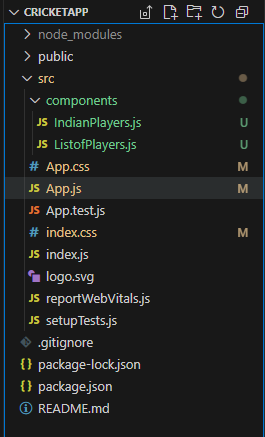 CRICKETAPP
node_modules
public
src
components
JS IndianPlayers.js U
JS ListofPlayers.js U
# App.css M
JS App.js M
JS App.test.js
# index.css M
JS index.js
logo.svg
JS reportWebVitals.js
JS setupTests.js
.gitignore
{} package-lock.json
{} package.json
README.md